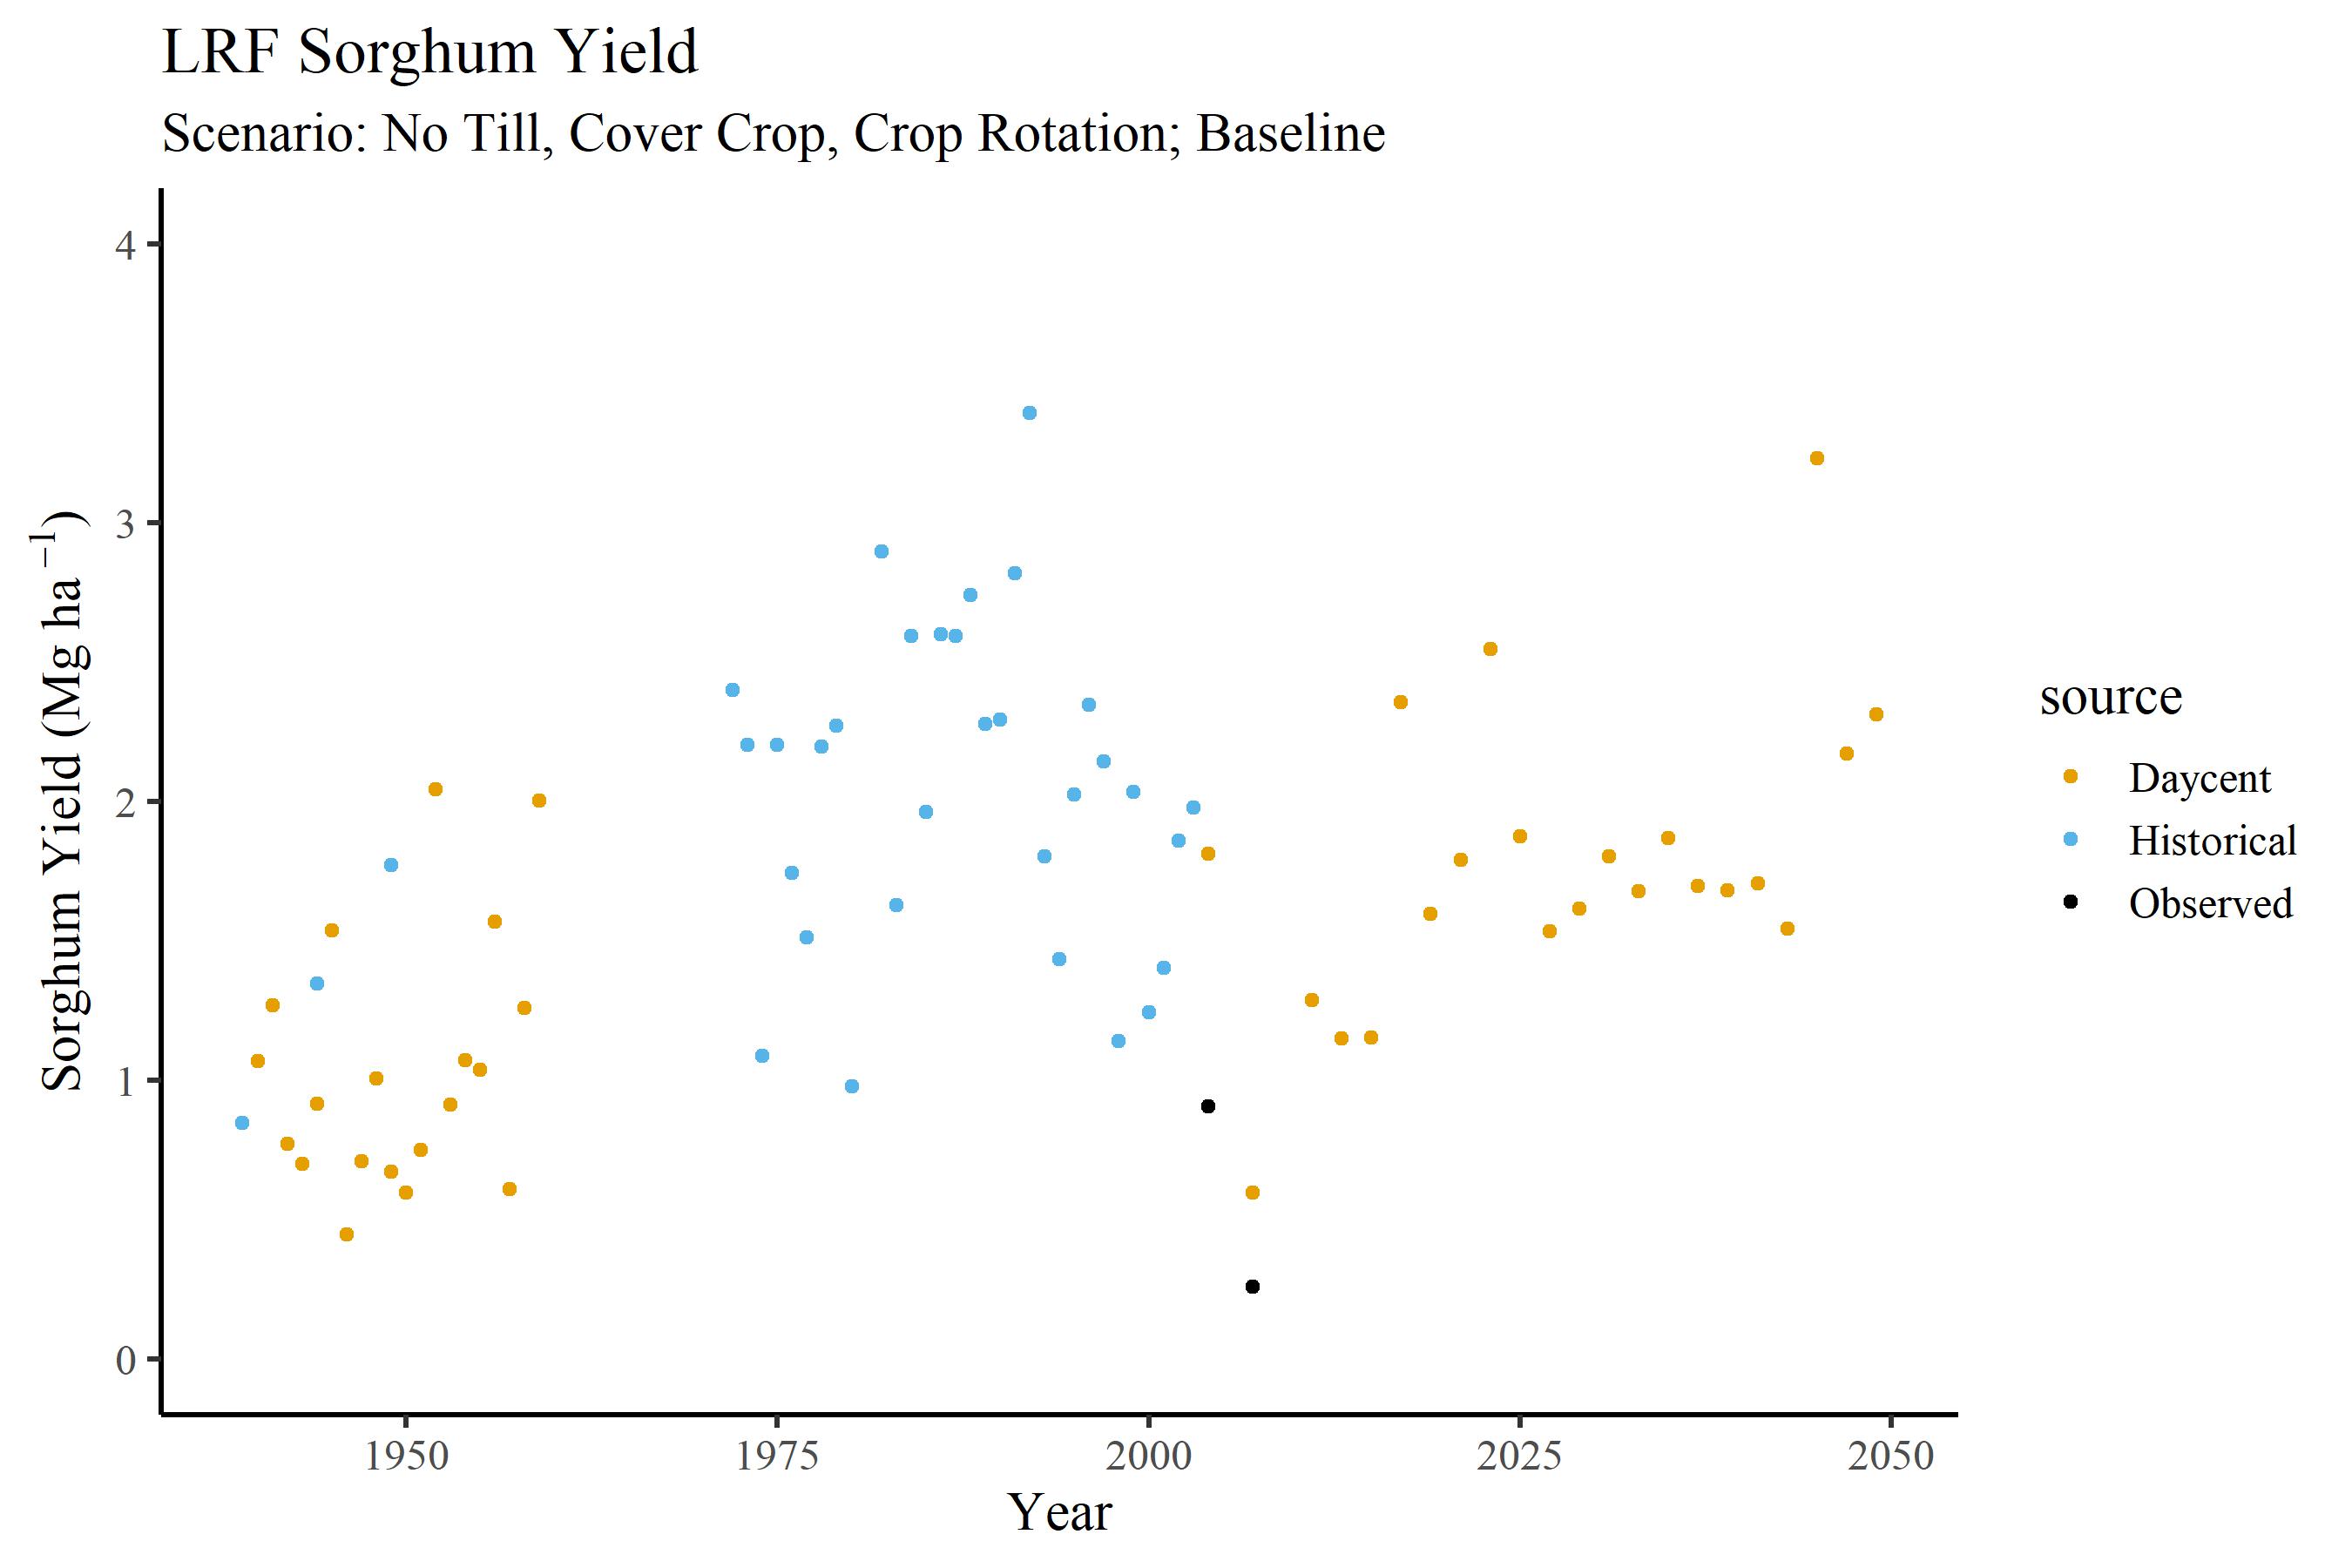 LRF Sorghum Yield
Scenario: No Till, Cover Crop, Crop Rotation; Baseline
Sorghum Yield (Mg ha⁻¹)
4
3
2
1
0
1950 1975 2000 2025 2050
Year
source
Daycent
Historical
Observed